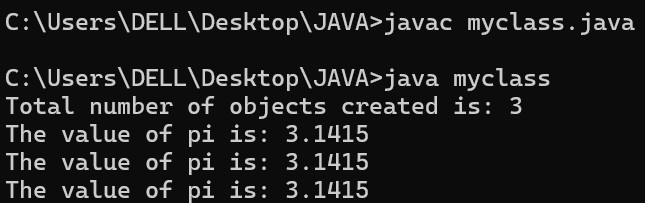 C:\Users\DELL\Desktop\JAVA>javac myclass.java
C:\Users\DELL\Desktop\JAVA>java myclass
Total number of objects created is: 3
The value of pi is: 3.1415
The value of pi is: 3.1415
The value of pi is: 3.1415